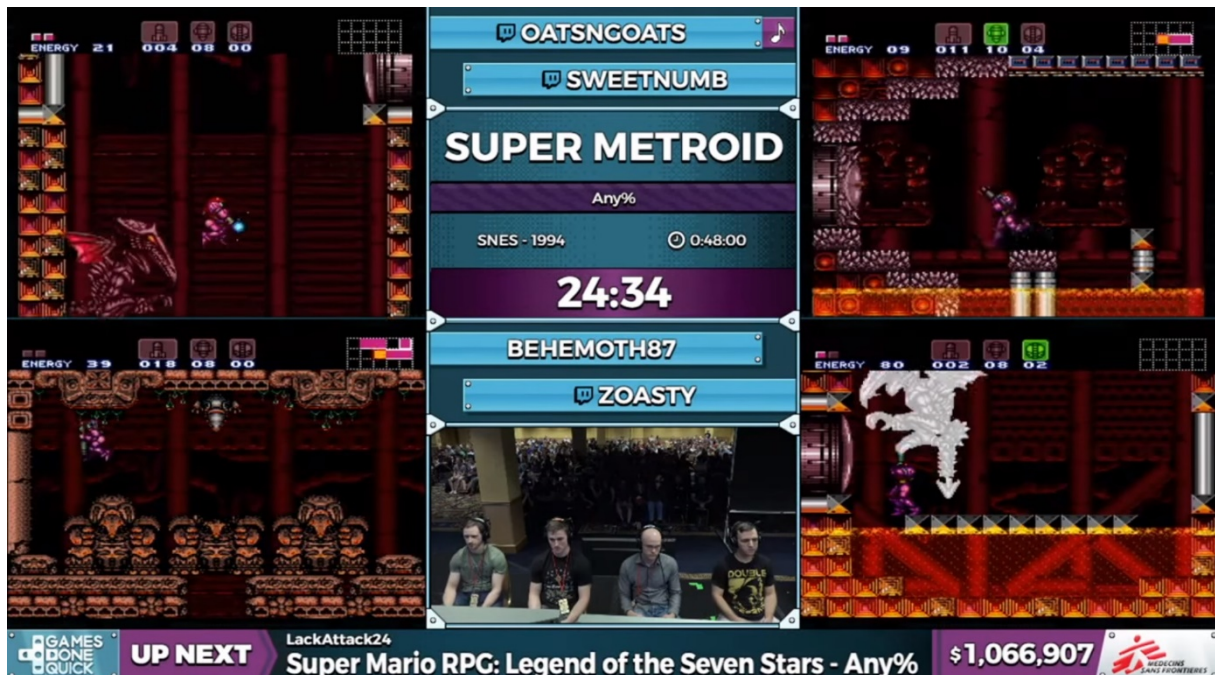 ENERGY 21
004 08 00
OATSNGOATS
SWEETNUMB
SUPER METROID
Any%
SNES - 1994
0:48:00
24:34
BEHEMOTH87
ZOASTY
ENERGY 09
011 10 04
ENERGY 39
018 08 00
ENERGY 80
002 08 02
DOUBLE
GAMES
DONE
QUICK
UP NEXT
LackAttack24
Super Mario RPG: Legend of the Seven Stars - Any%
$1,066,907
MEDECINS
SANS FRONTIERES